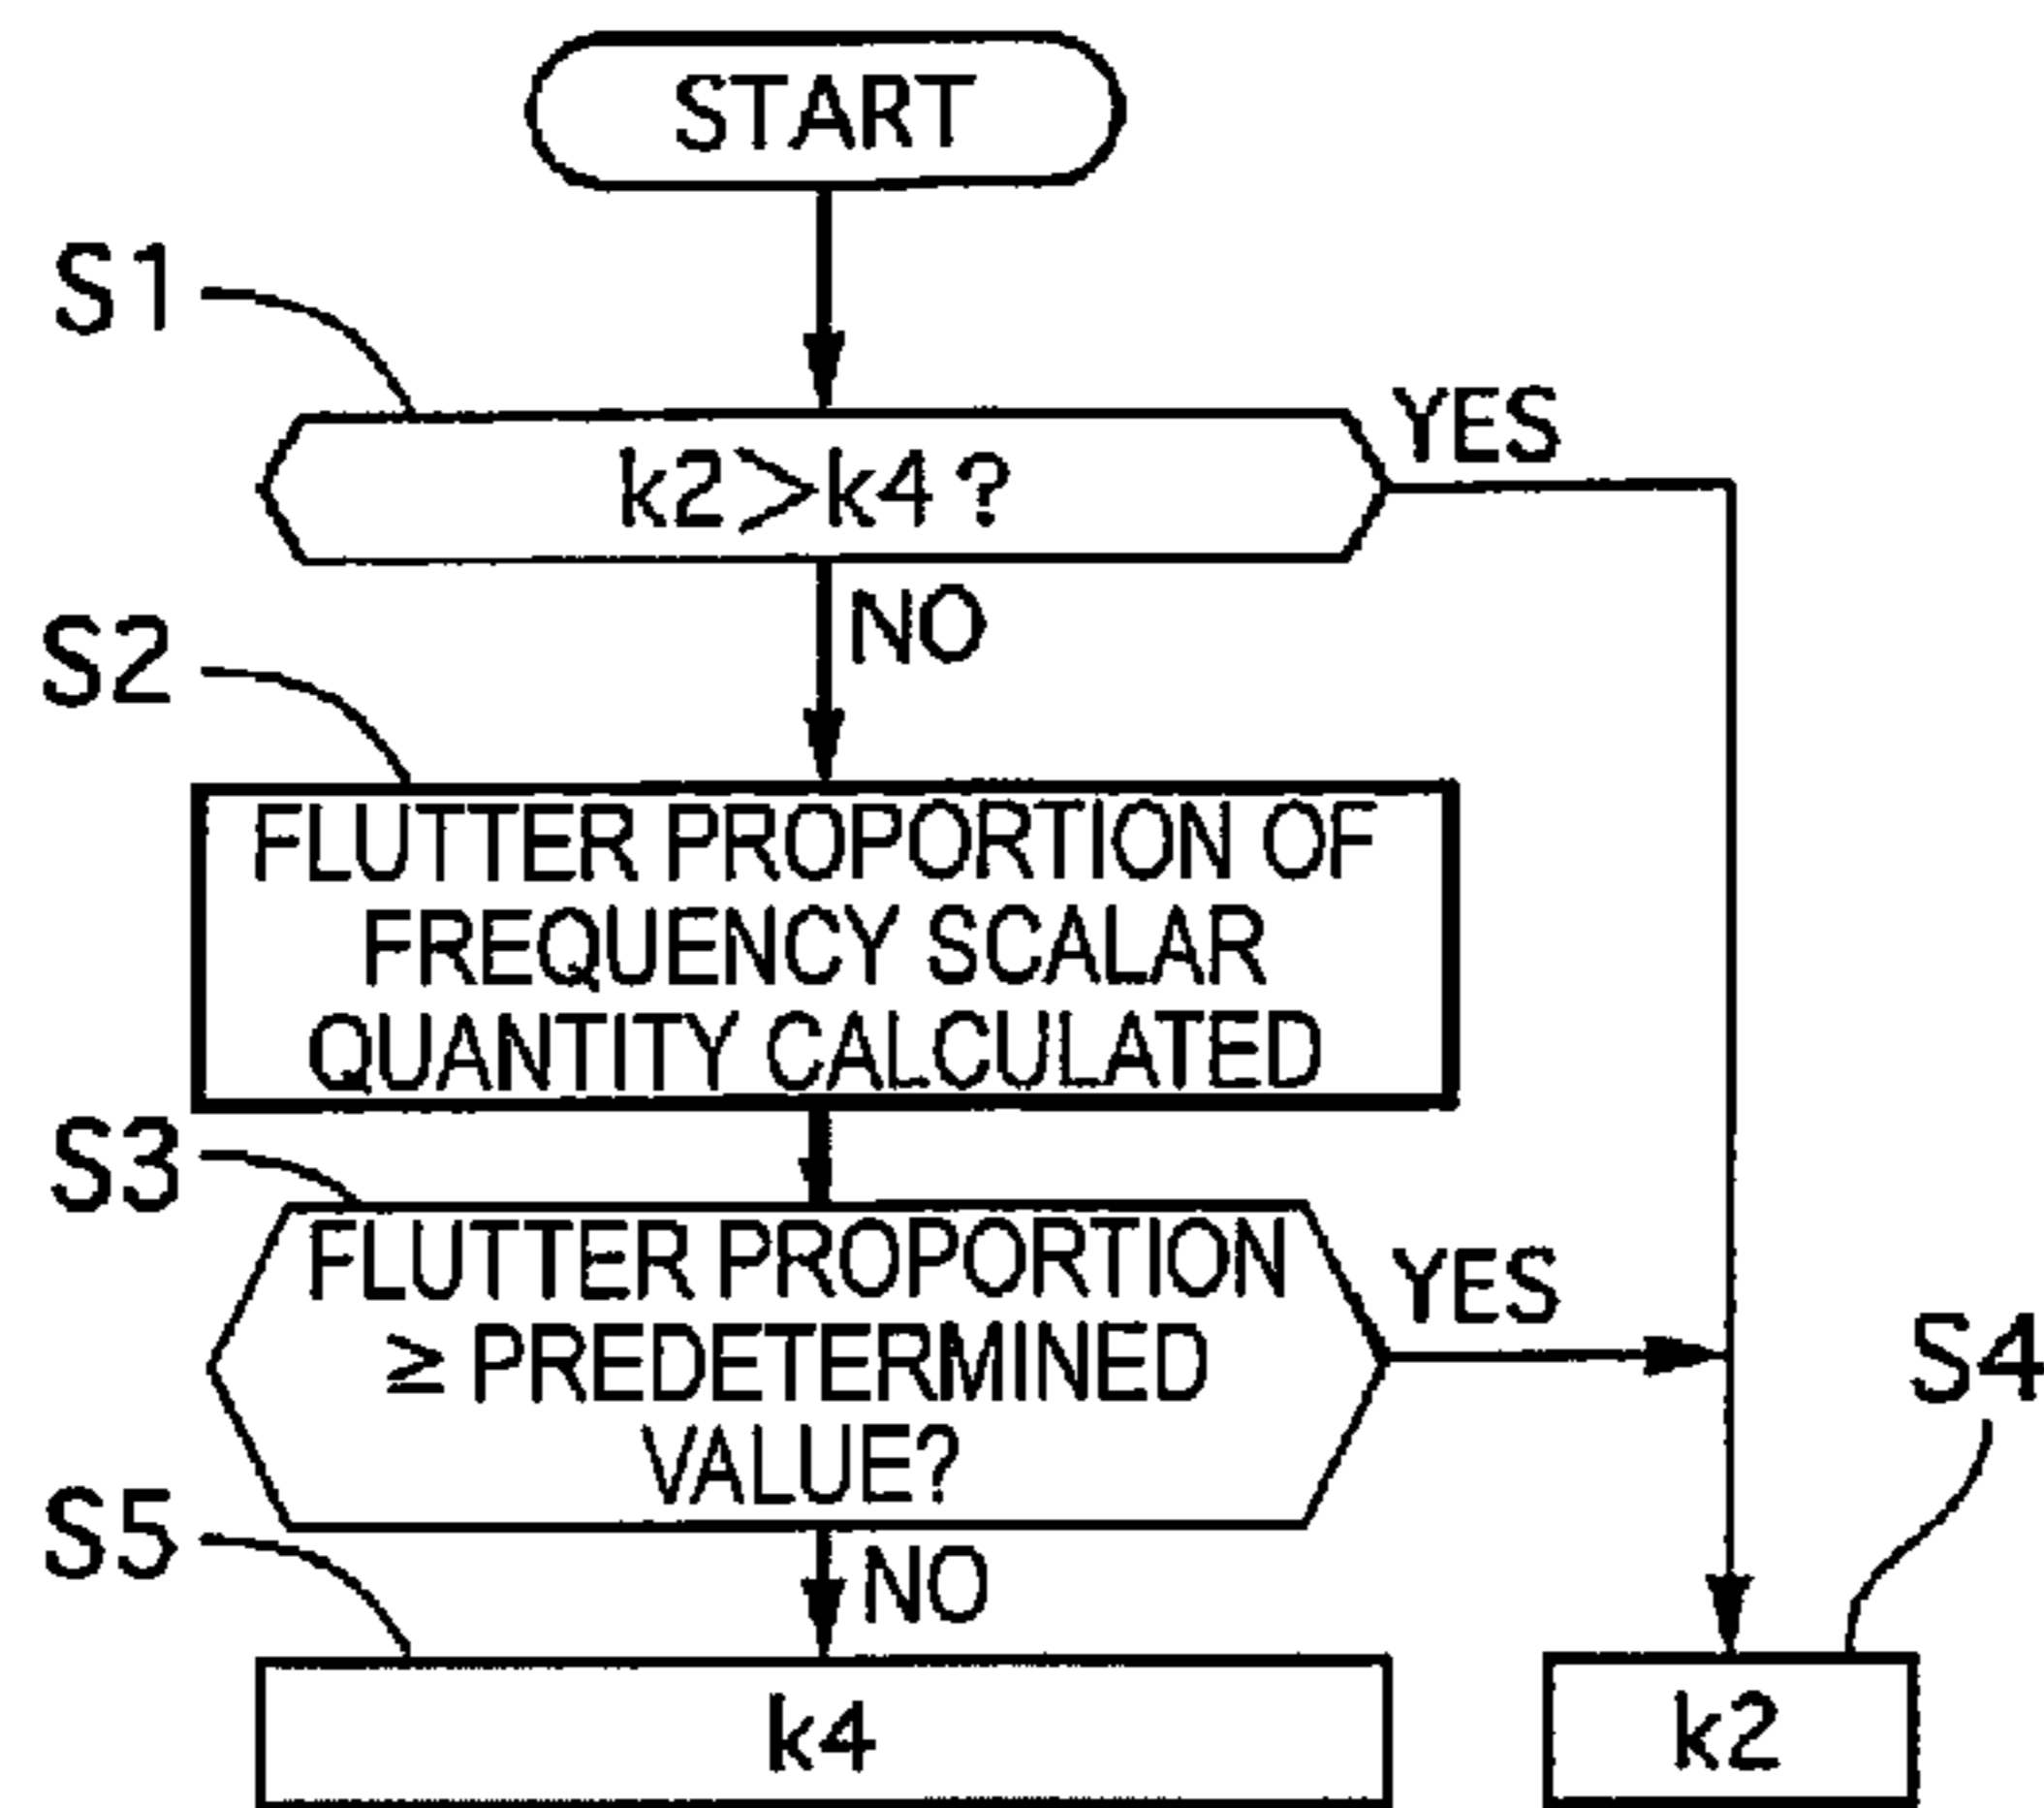 START
S1
k2>k4?
YES
NO
S2
FLUTTER PROPORTION OF
FREQUENCY SCALAR
QUANTITY CALCULATED
S3
FLUTTER PROPORTION
≥ PREDETERMINED
VALUE?
YES
S4
NO
S5
k4
k2